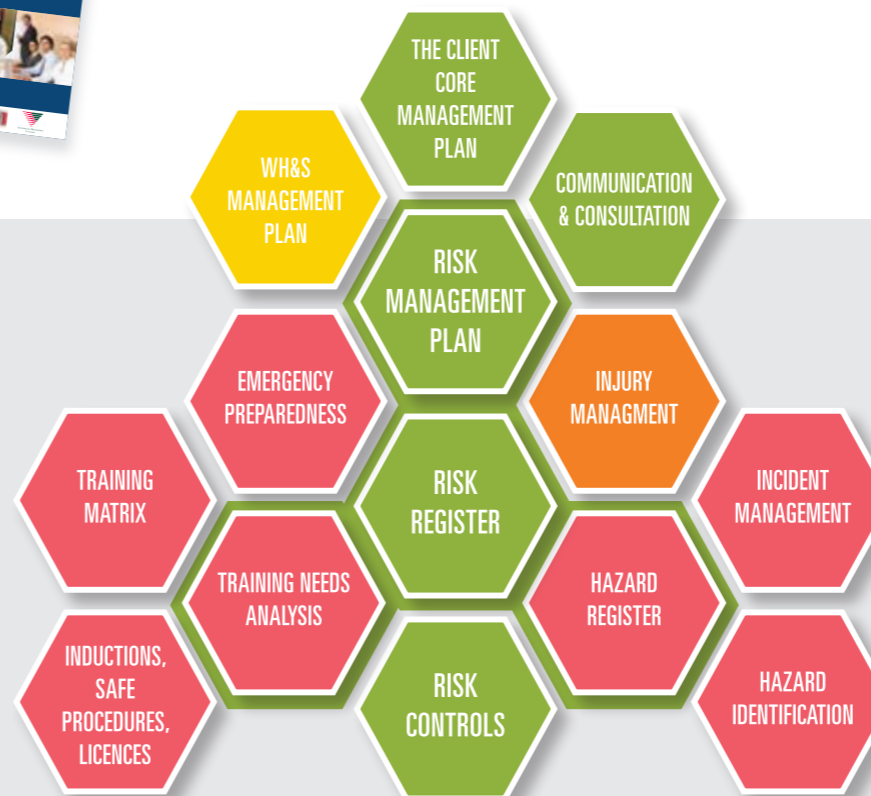 THE CLIENT
CORE
MANAGEMENT
PLAN
WH&S
MANAGEMENT
PLAN
COMMUNICATION
& CONSULTATION
RISK
MANAGEMENT
PLAN
EMERGENCY
PREPAREDNESS
INJURY
MANAGMENT
TRAINING
MATRIX
RISK
REGISTER
INCIDENT
MANAGEMENT
TRAINING NEEDS
ANALYSIS
HAZARD
REGISTER
INDUCTIONS,
SAFE
PROCEDURES,
LICENCES
RISK
CONTROLS
HAZARD
IDENTIFICATION